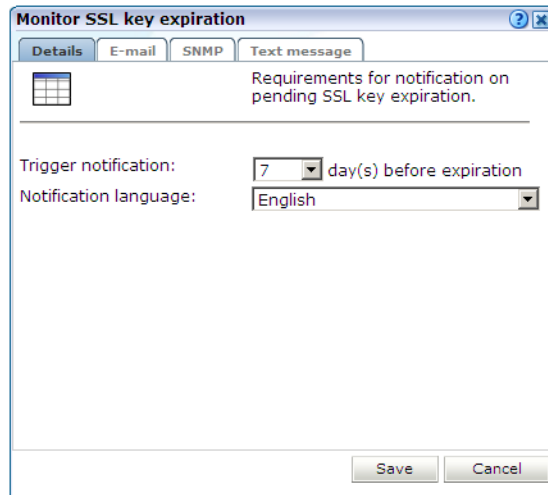 Monitor SSL key expiration
Details E-mail SNMP Text message
Requirements for notification on
pending SSL key expiration.
Trigger notification: 7 day(s) before expiration
Notification language: English
Save Cancel